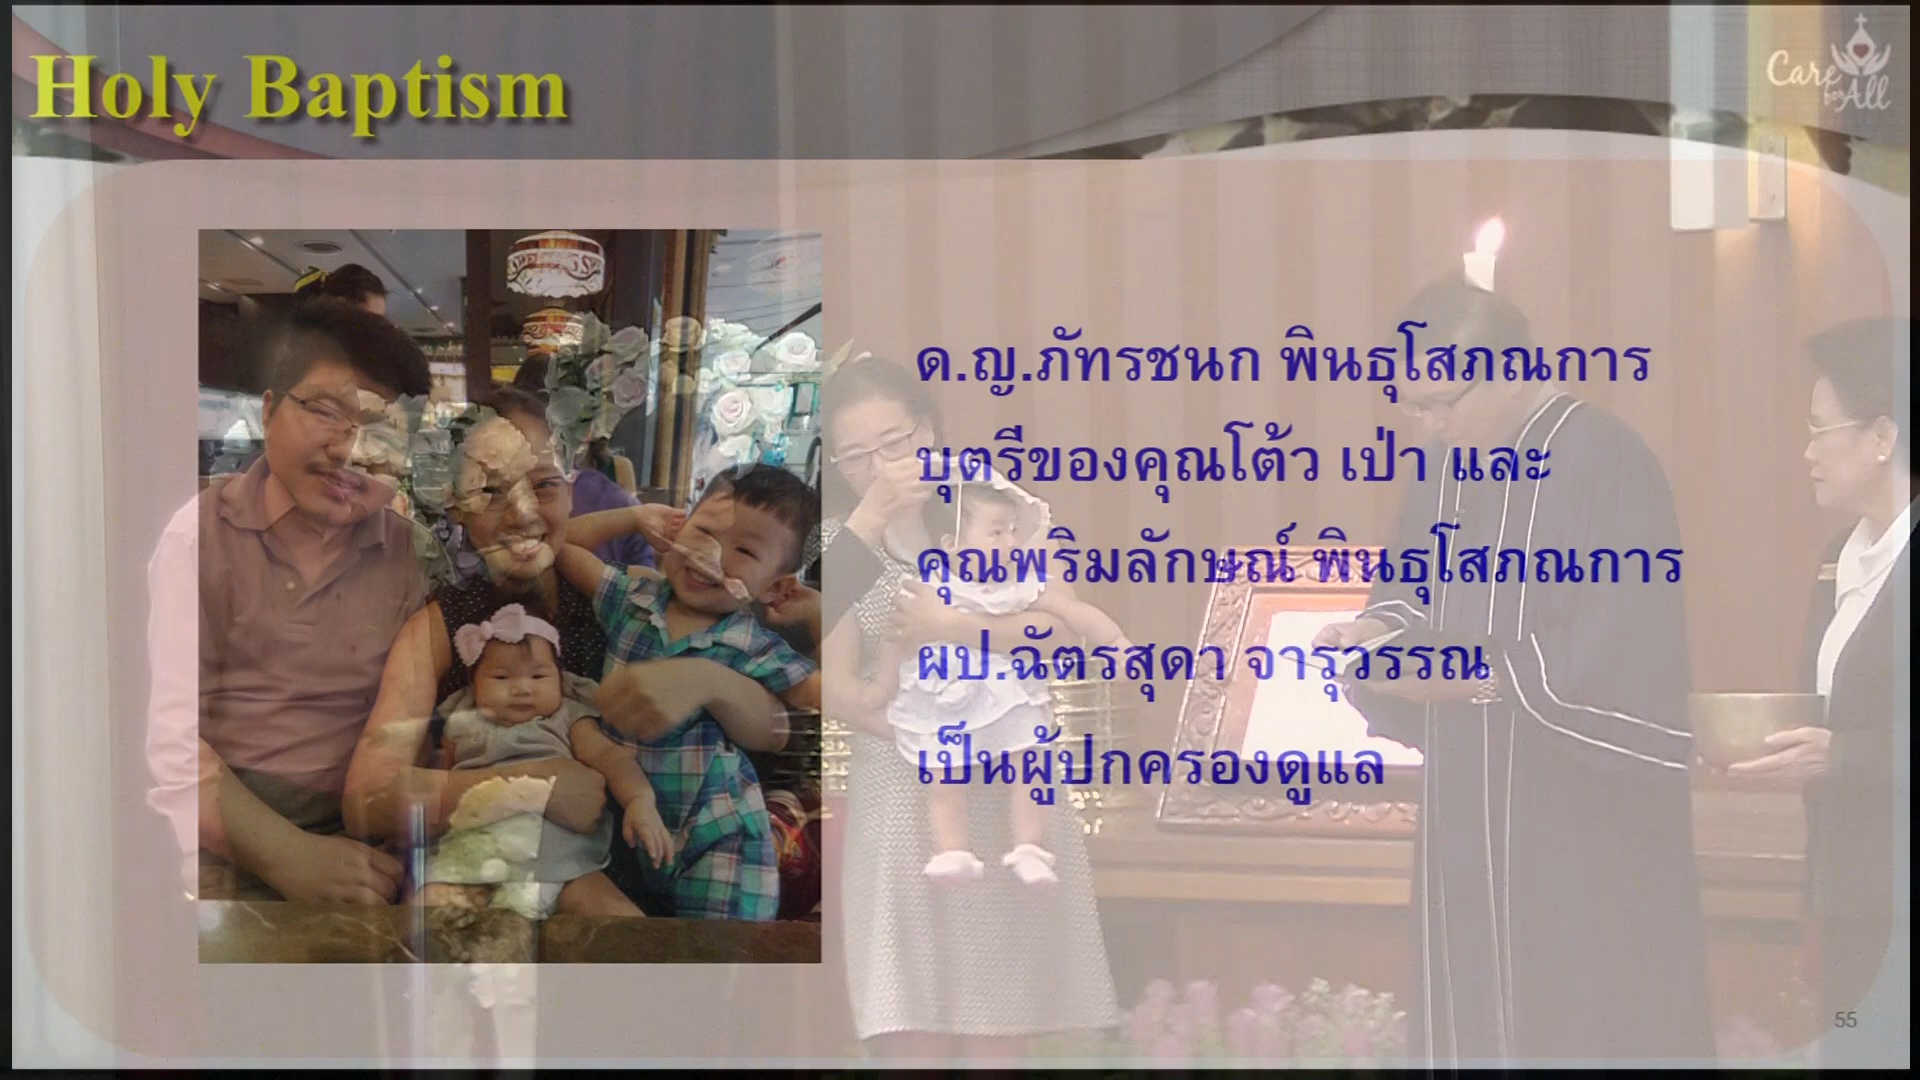 Holy Baptism
Care for All
ด.ญ.ภัทรชนก พินธุโสภณการ
บุตรีของคุณโต้ว เป่า และ
คุณพริมลักษณ์ พินธุโสภณการ
ผป.ฉัตรสุดา จารุวรรณ
เป็นผู้ปกครองดูแล
55